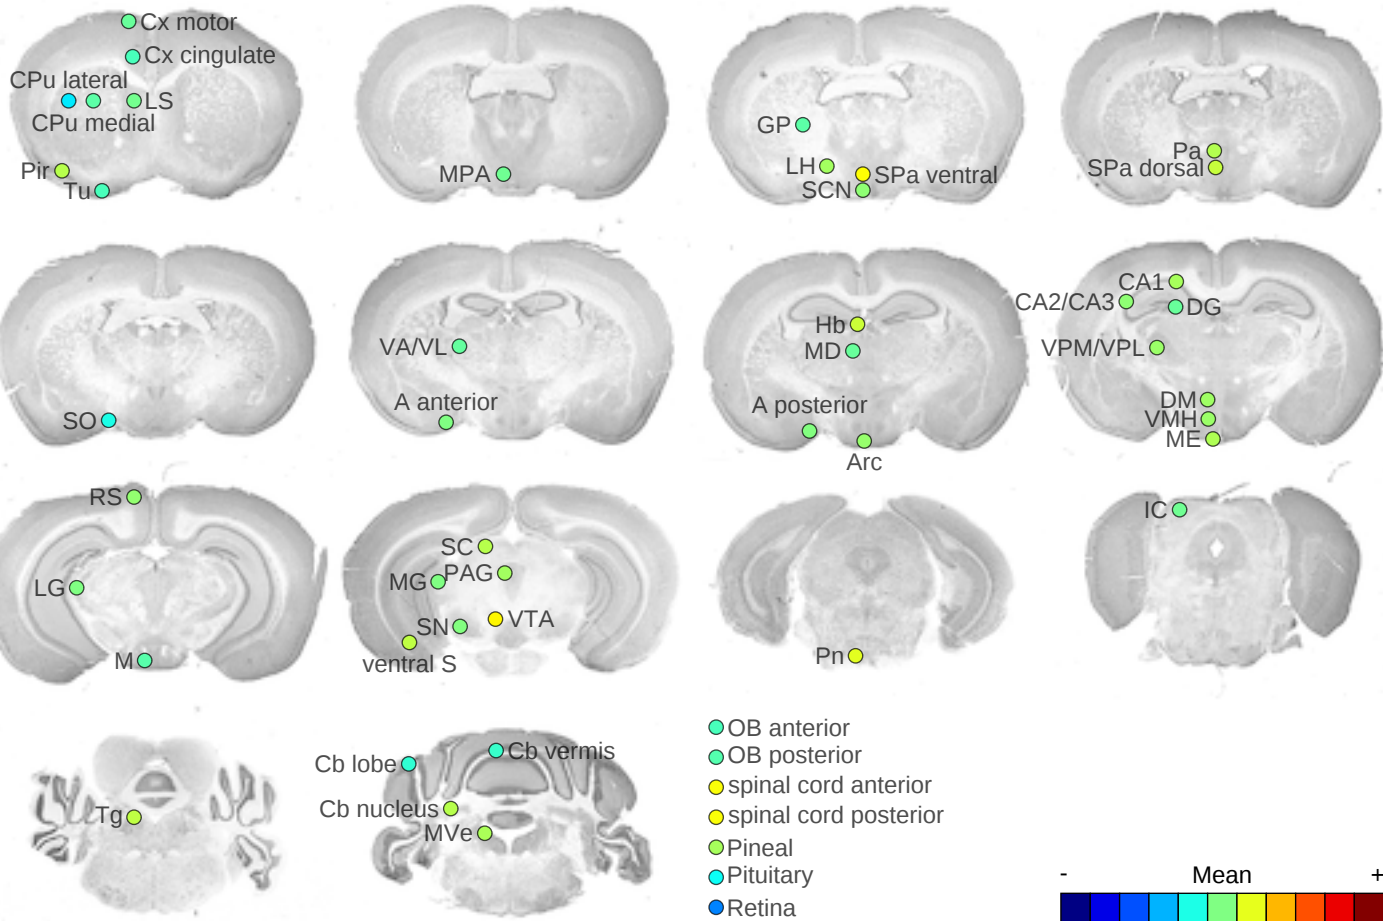 Cx motor
Cx cingulate
CPu lateral
LS
CPu medial
Pir
Tu
MPA
GP
LH
SPa ventral
SCN
Pa
SPa dorsal
SO
VA/VL
A anterior
Hb
MD
A posterior
Arc
CA1
CA2/CA3
DG
VPM/VPL
DM
VMH
ME
RS
LG
M
SC
PAG
MG
VTA
SN
ventral S
Pn
IC
Tg
Cb lobe
Cb vermis
Cb nucleus
MVe
OB anterior
OB posterior
spinal cord anterior
spinal cord posterior
Pineal
Pituitary
Retina
- Mean +